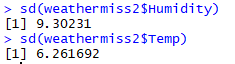 > sd(weathermiss2$Humidity)
[1] 9.30231
> sd(weathermiss2$Temp)
[1] 6.261692